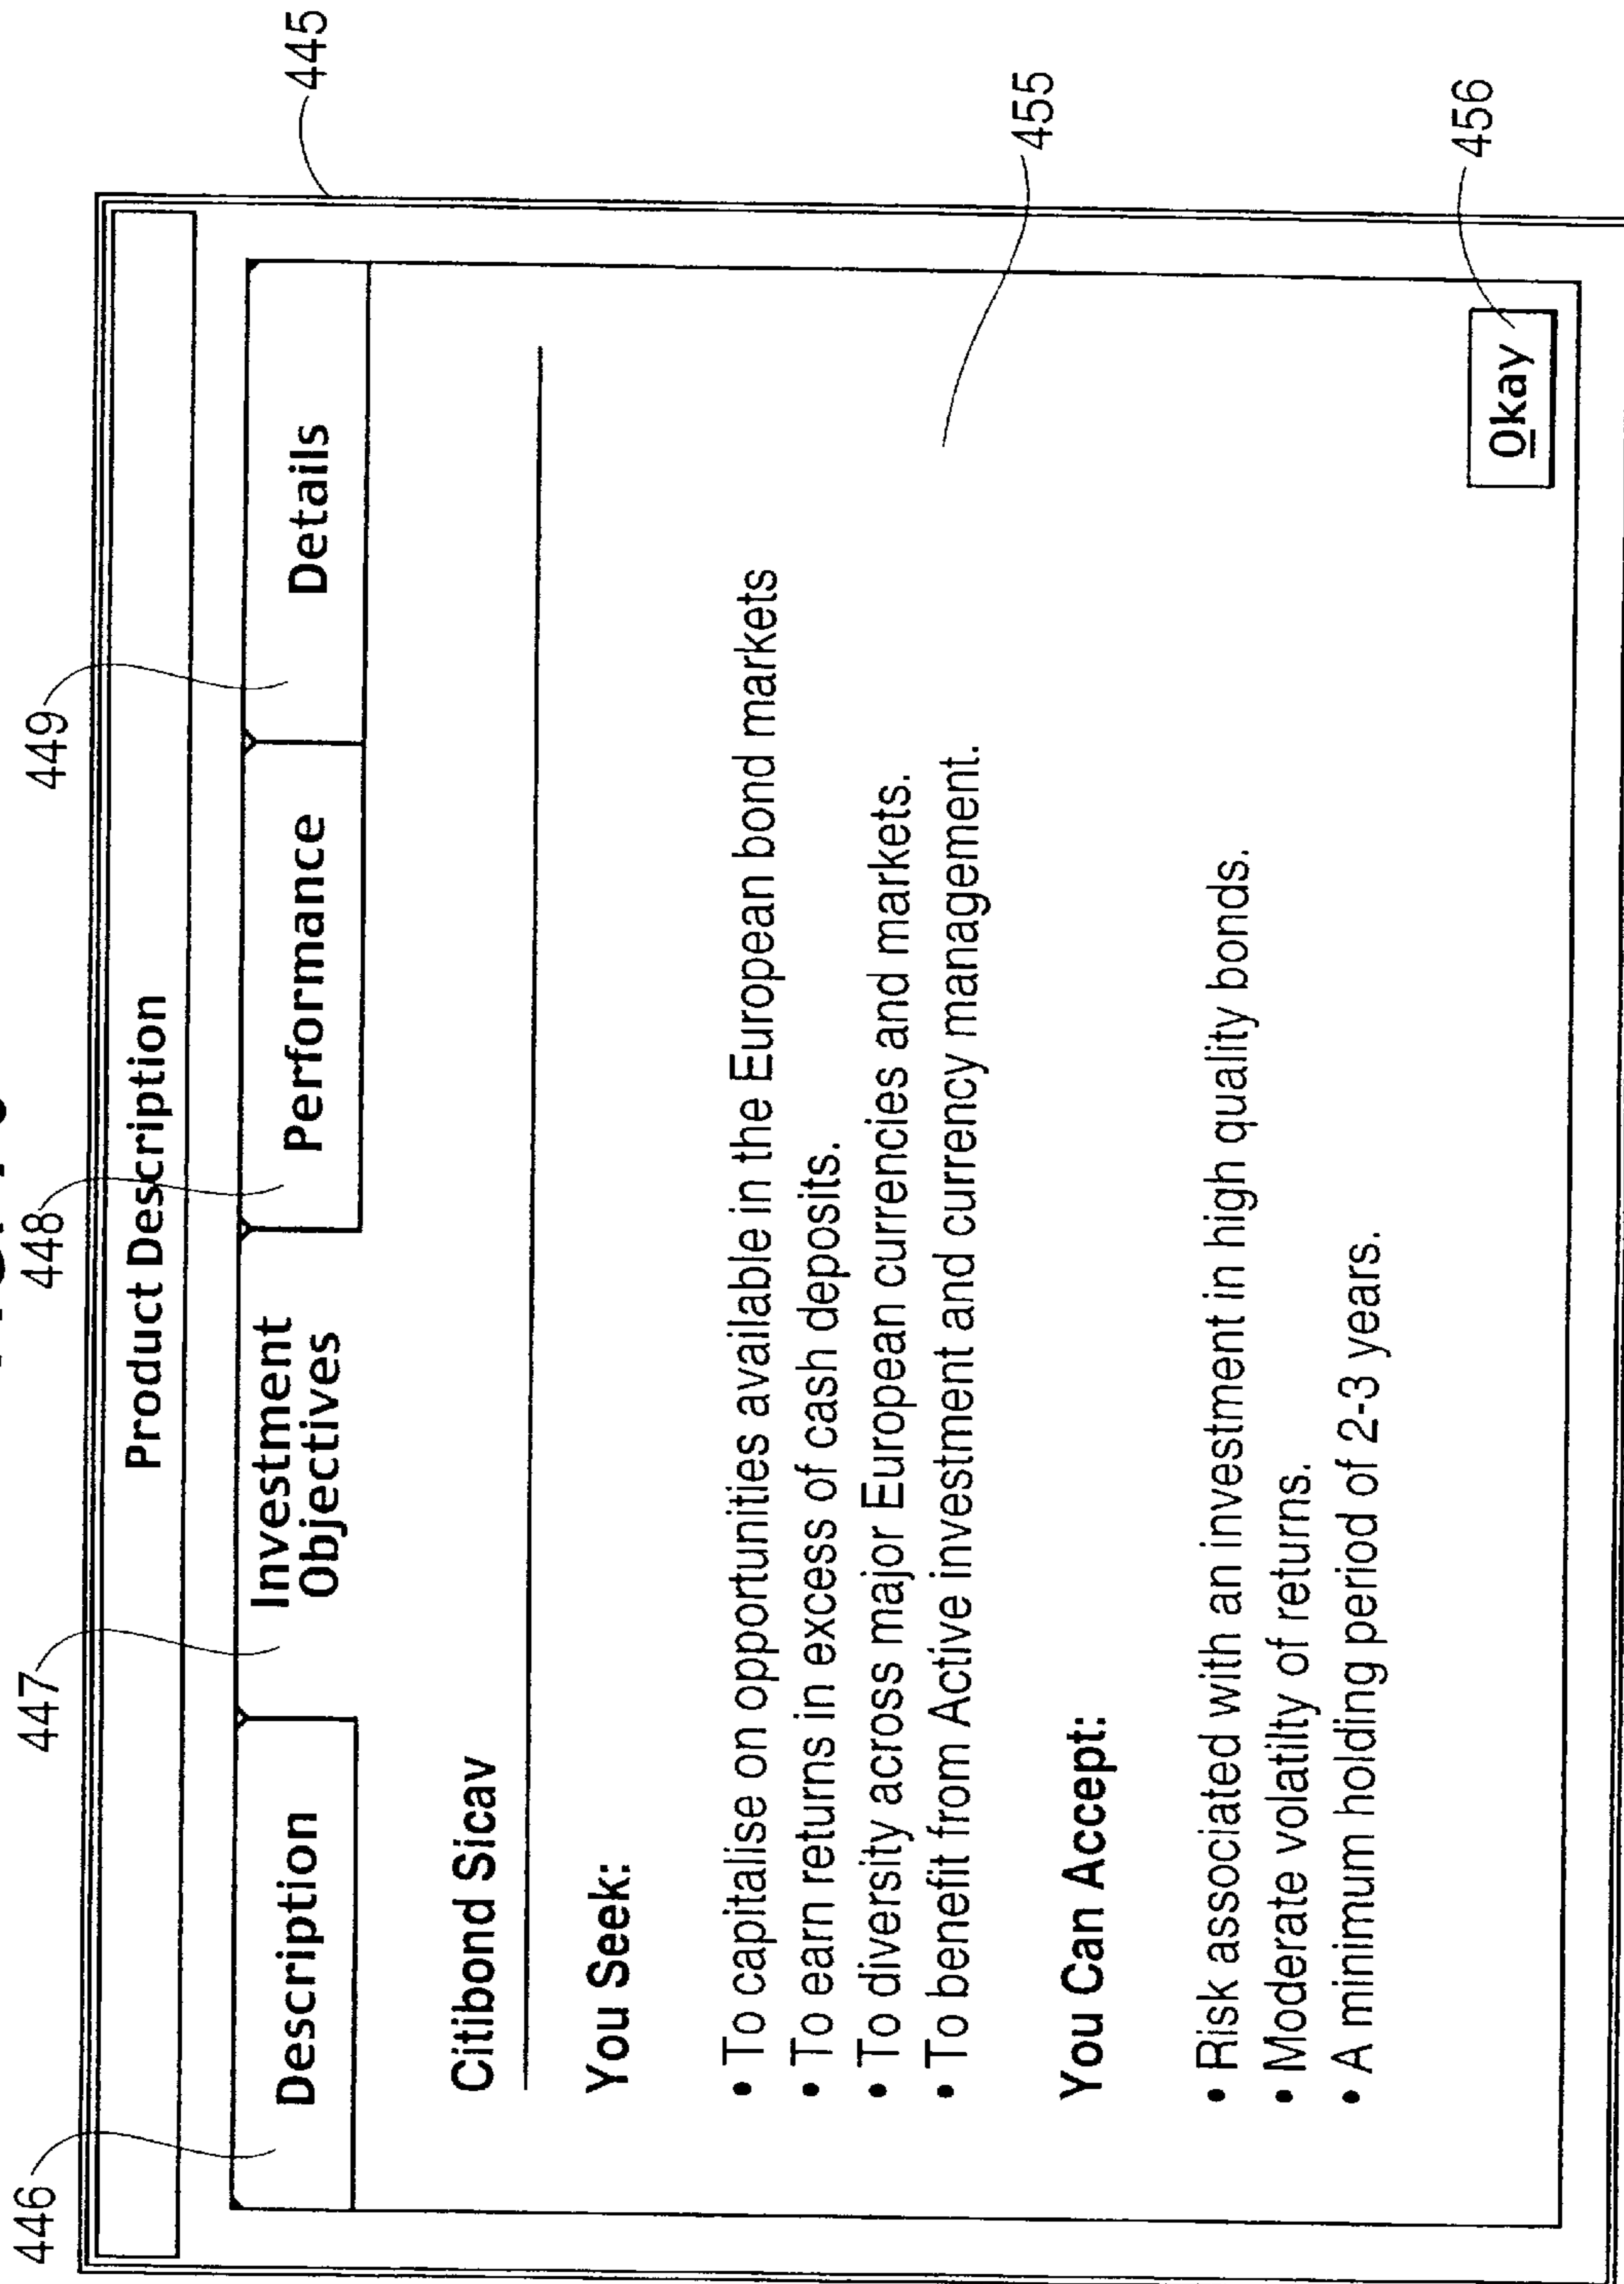 445
446
447
448
449
Product Description
Description
Investment
Objectives
Performance
Details
Citibond Sicav
You Seek:
• To capitalise on opportunities available in the European bond markets
• To earn returns in excess of cash deposits.
• To diversity across major European currencies and markets.
• To benefit from Active investment and currency management.
455
You Can Accept:
• Risk associated with an investment in high quality bonds.
• Moderate volatilty of returns.
• A minimum holding period of 2-3 years.
Okay
456